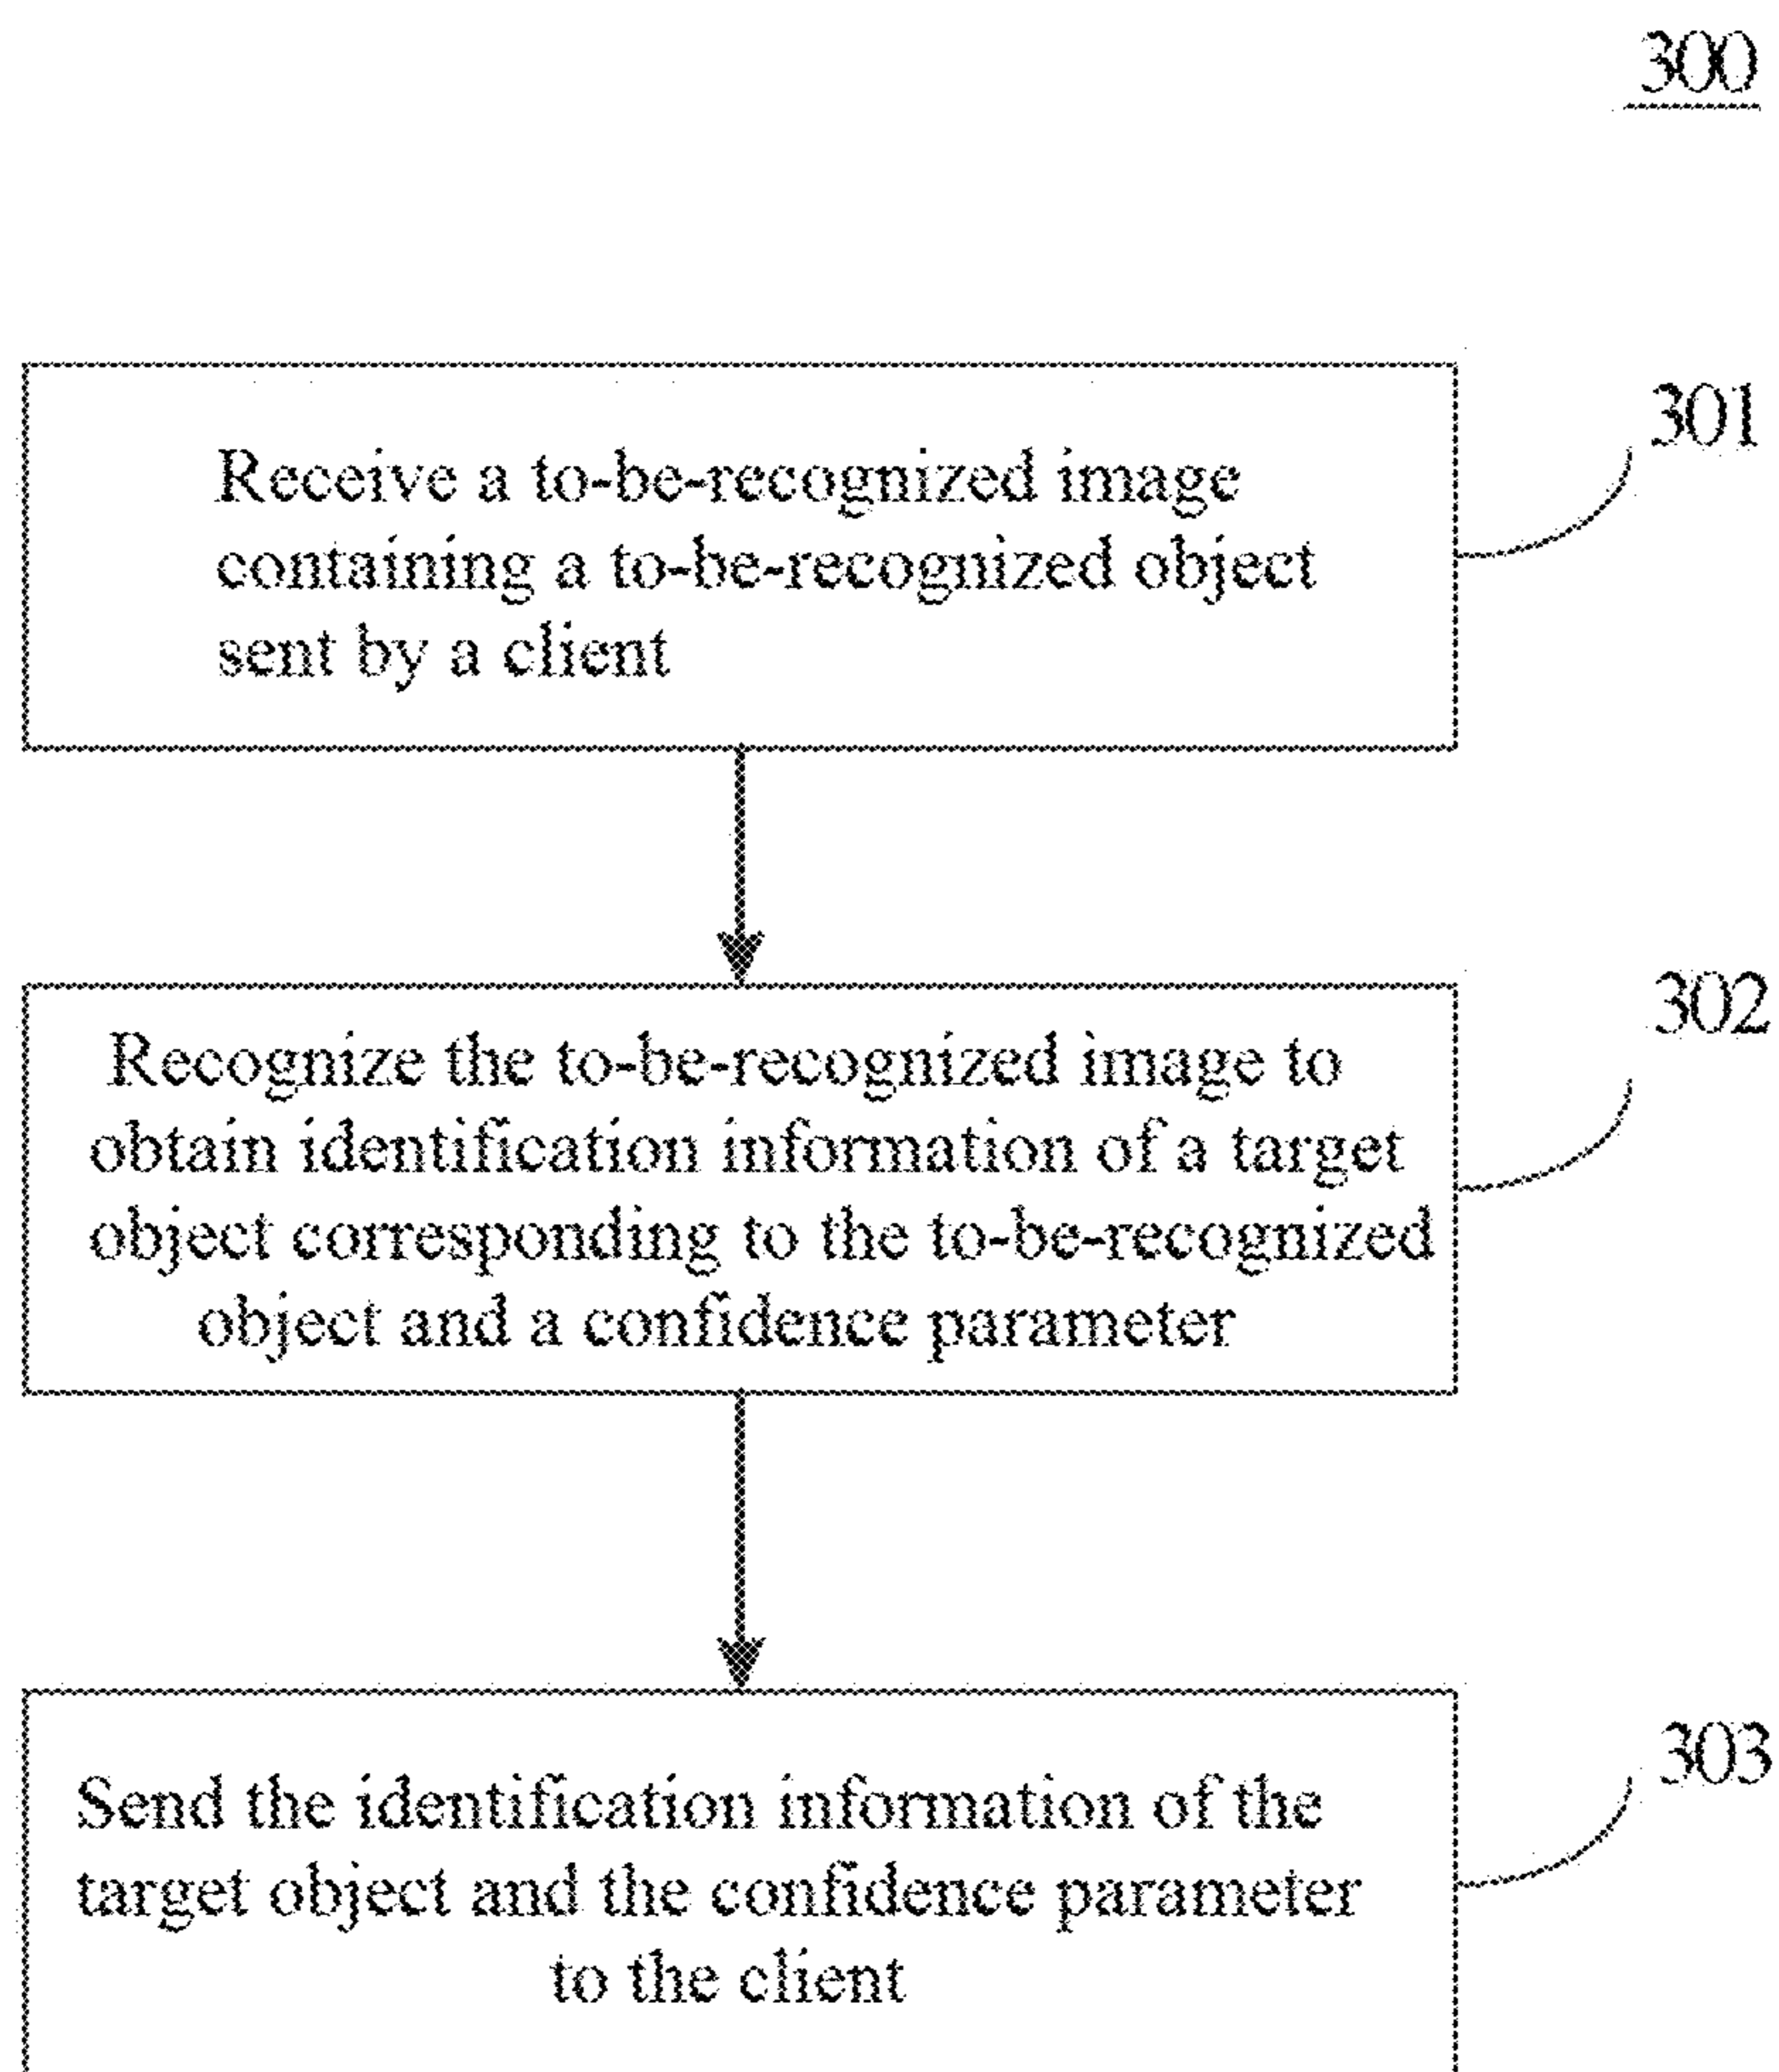 300
301
Receive a to-be-recognized image
containing a to-be-recognized object
sent by a client
302
Recognize the to-be-recognized image to
obtain identification information of a target
object corresponding to the to-be-recognized
object and a confidence parameter
303
Send the identification information of the
target object and the confidence parameter
to the client